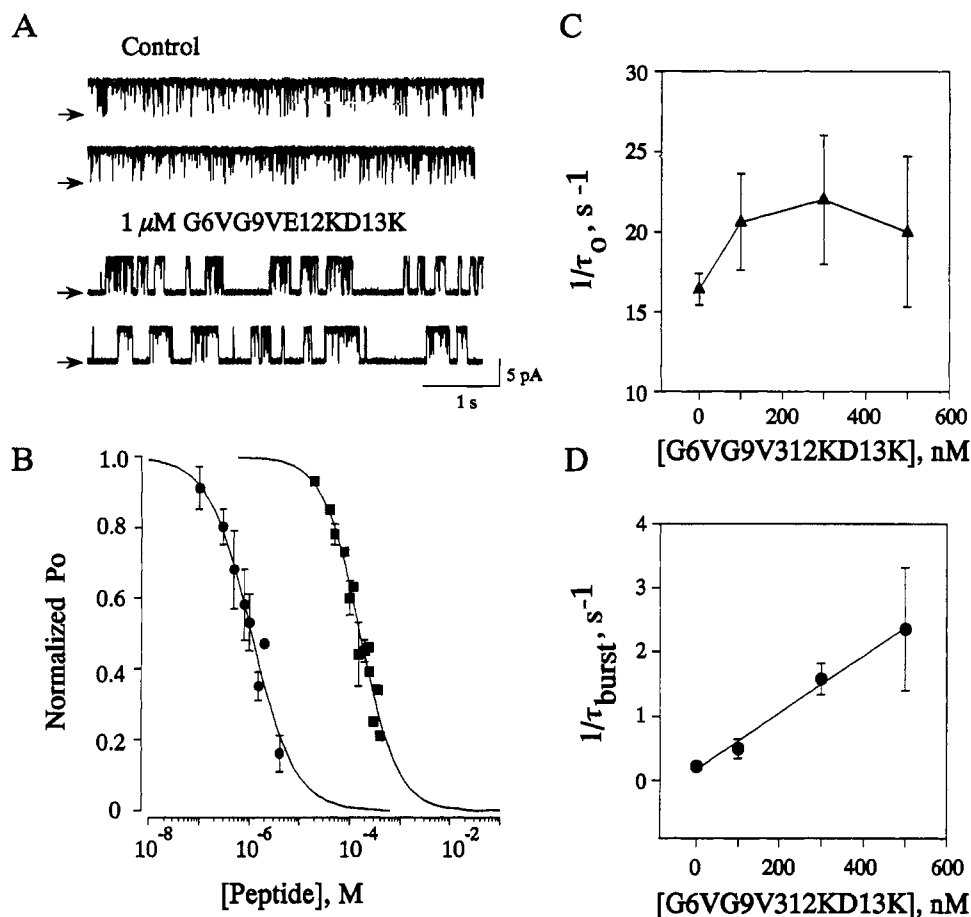 A
Control
1 μM G6VG9VE12KD13K
5 pA
1 s
B
1.0
0.8
0.6
0.4
0.2
0
Normalized Po
10⁻⁸
10⁻⁶
10⁻⁴
10⁻²
[Peptide], M
C
30
25
20
15
10
1/τo, s⁻¹
0
200
400
600
[G6VG9V312KD13K], nM
D
4
3
2
1
0
1/τburst, s⁻¹
0
200
400
600
[G6VG9V312KD13K], nM